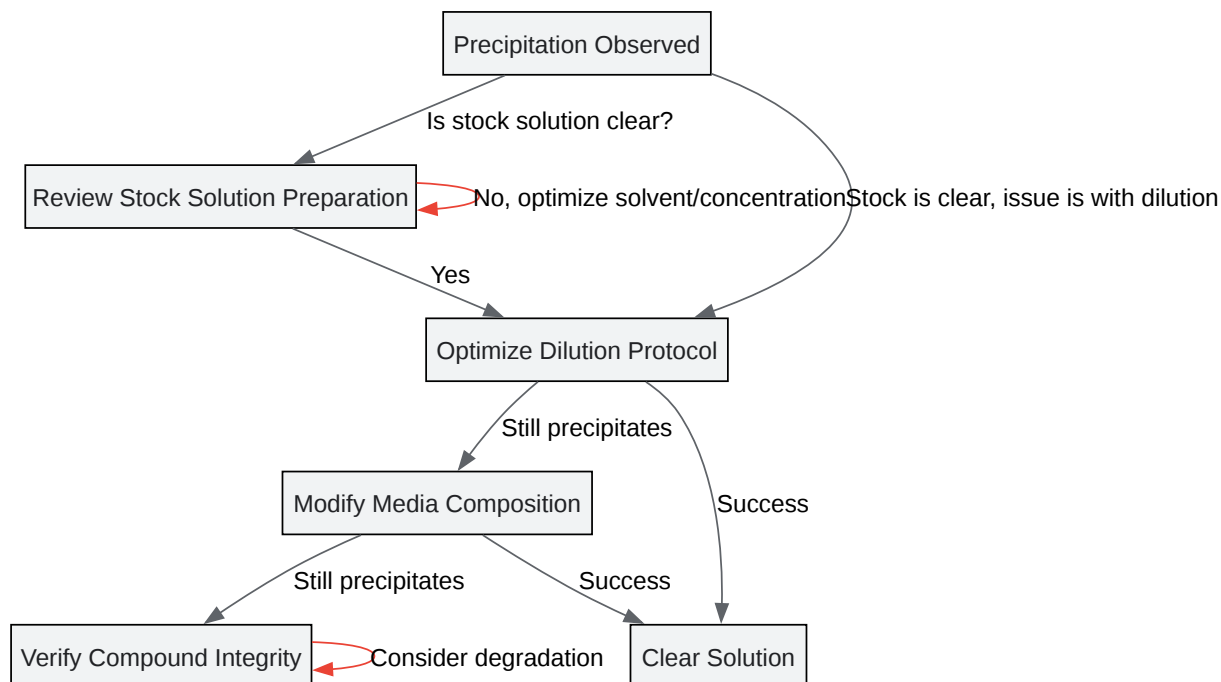 Precipitation Observed
Is stock solution clear?
Review Stock Solution Preparation
No, optimize solvent/concentration
Stock is clear, issue is with dilution
Yes
Optimize Dilution Protocol
Still precipitates
Modify Media Composition
Success
Still precipitates
Success
Verify Compound Integrity
Consider degradation
Clear Solution